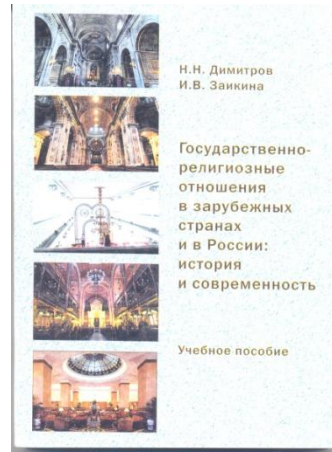 Н.Н. Димитров
И.В. Заикина
Государственно-
религиозные
отношения
в зарубежных
странах
и в России:
история
и современность
Учебное пособие